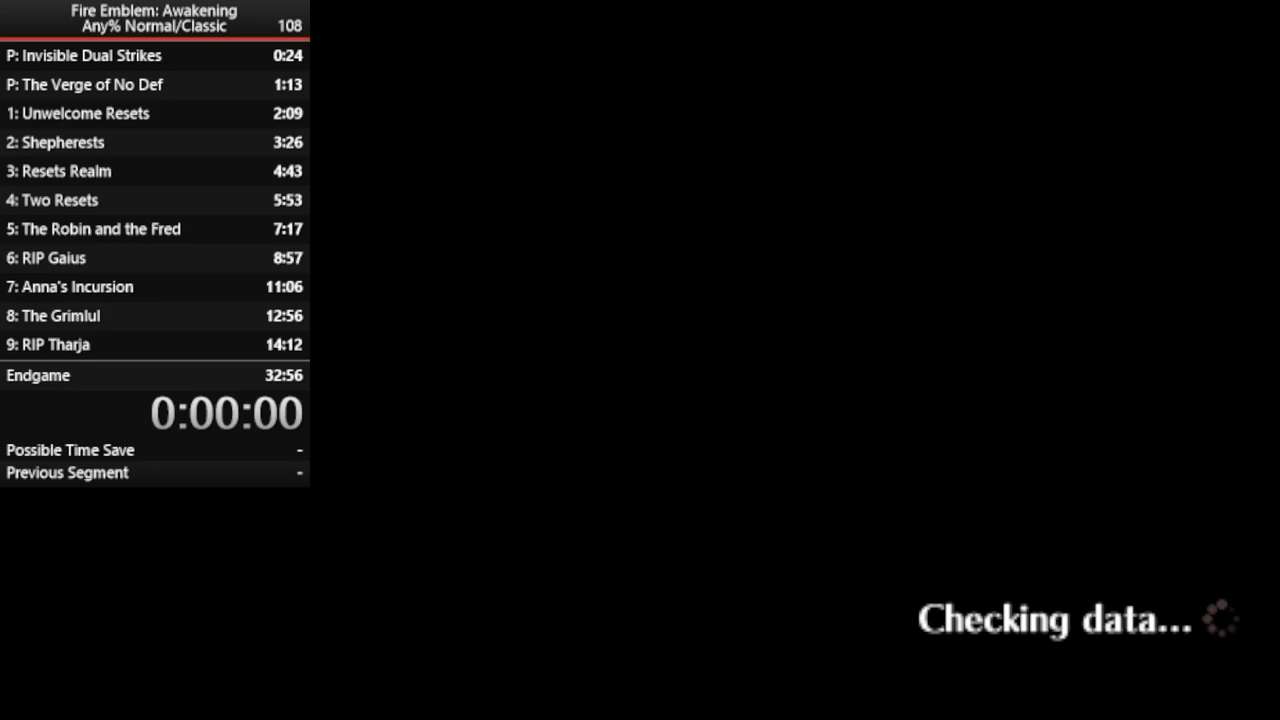 Fire Emblem: Awakening
Any% Normal/Classic 108
P: Invisible Dual Strikes 0:24
P: The Verge of No Def 1:13
1: Unwelcome Resets 2:09
2: Shepherests 3:26
3: Resets Realm 4:43
4: Two Resets 5:53
5: The Robin and the Fred 7:17
6: RIP Gaius 8:57
7: Anna's Incursion 11:06
8: The Grimlul 12:56
9: RIP Tharja 14:12
Endgame 32:56
0:00:00
Possible Time Save -
Previous Segment -
Checking data...